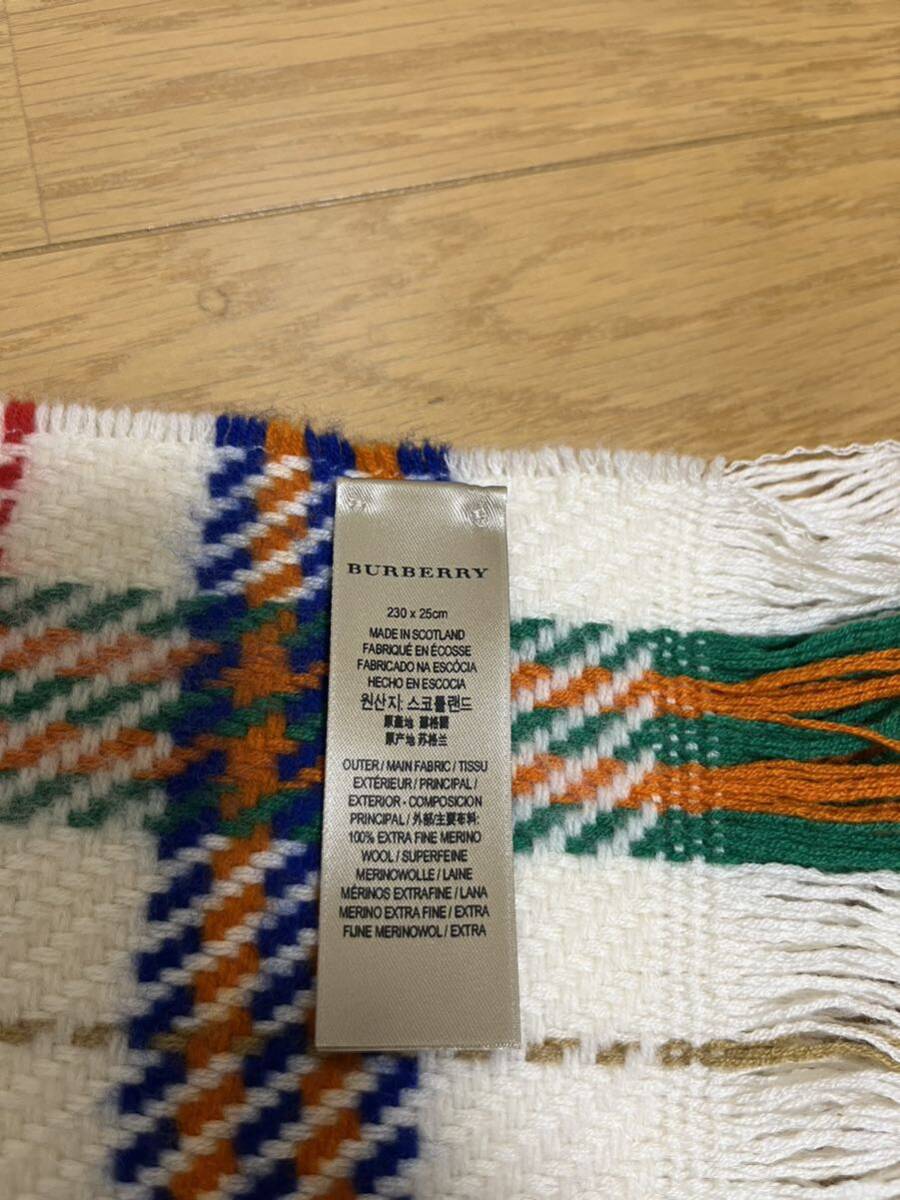 BURBERRY
230 x 25cm
MADE IN SCOTLAND
FABRIQUÉ EN ÉCOSSE
FABRICADO NA ESCÓCIA
HECHO EN ESCOCIA
원산지: 스코틀랜드
原產地 蘇格蘭
原产地 苏格兰
OUTER / MAIN FABRIC / TISSU
EXTÉRIEUR / PRINCIPAL /
EXTERIOR - COMPOSICION
PRINCIPAL / 外部/主要布料:
100% EXTRA FINE MERINO
WOOL / SUPERFEINE
MERINOWOLLE / LAINE
MÉRINOS EXTRAFINE / LANA
MERINO EXTRA FINE / EXTRA
FIJNE MERINOWOL / EXTRA